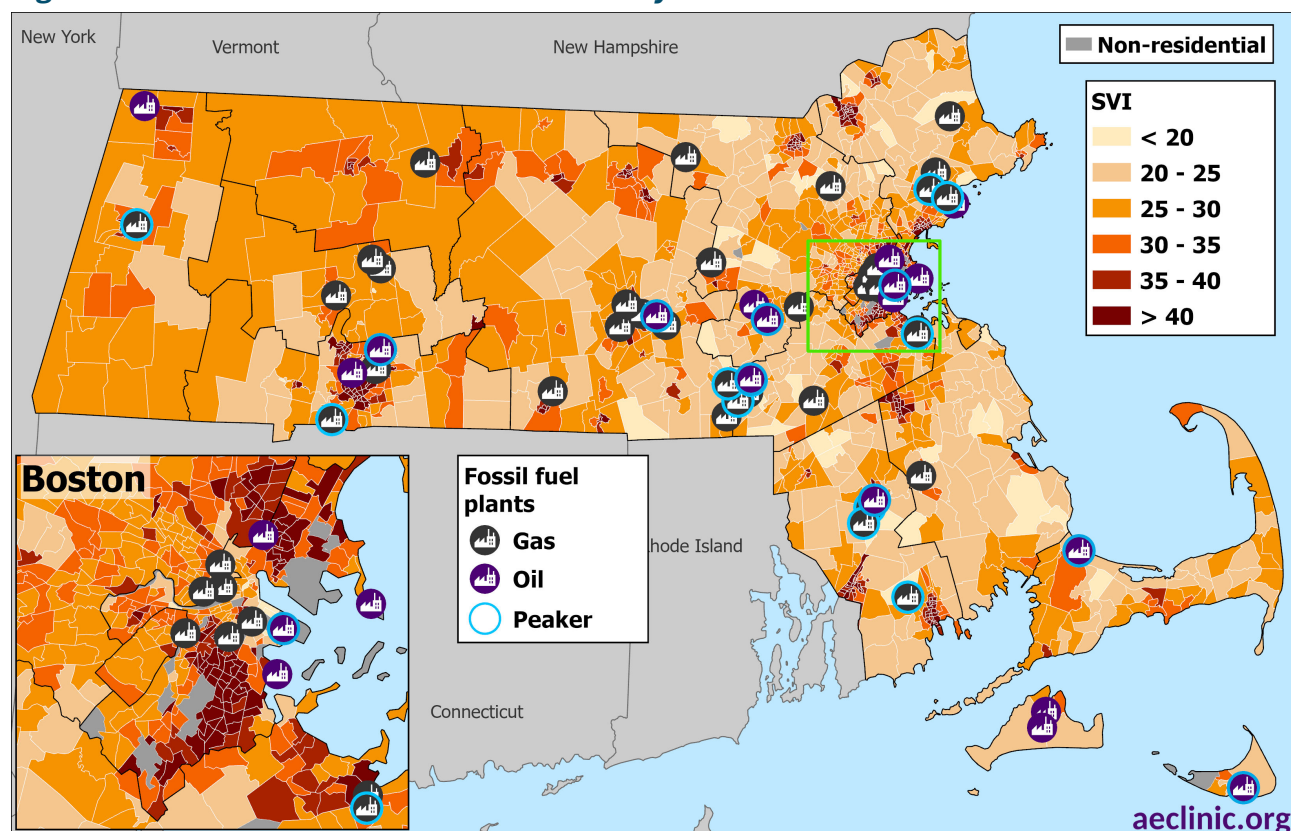 New York
Vermont
New Hampshire
Non-residential
SVI
< 20
20 - 25
25 - 30
30 - 35
35 - 40
> 40
Boston
Fossil fuel
plants
Gas
Oil
Peaker
hode Island
Connecticut
aeclinic.org